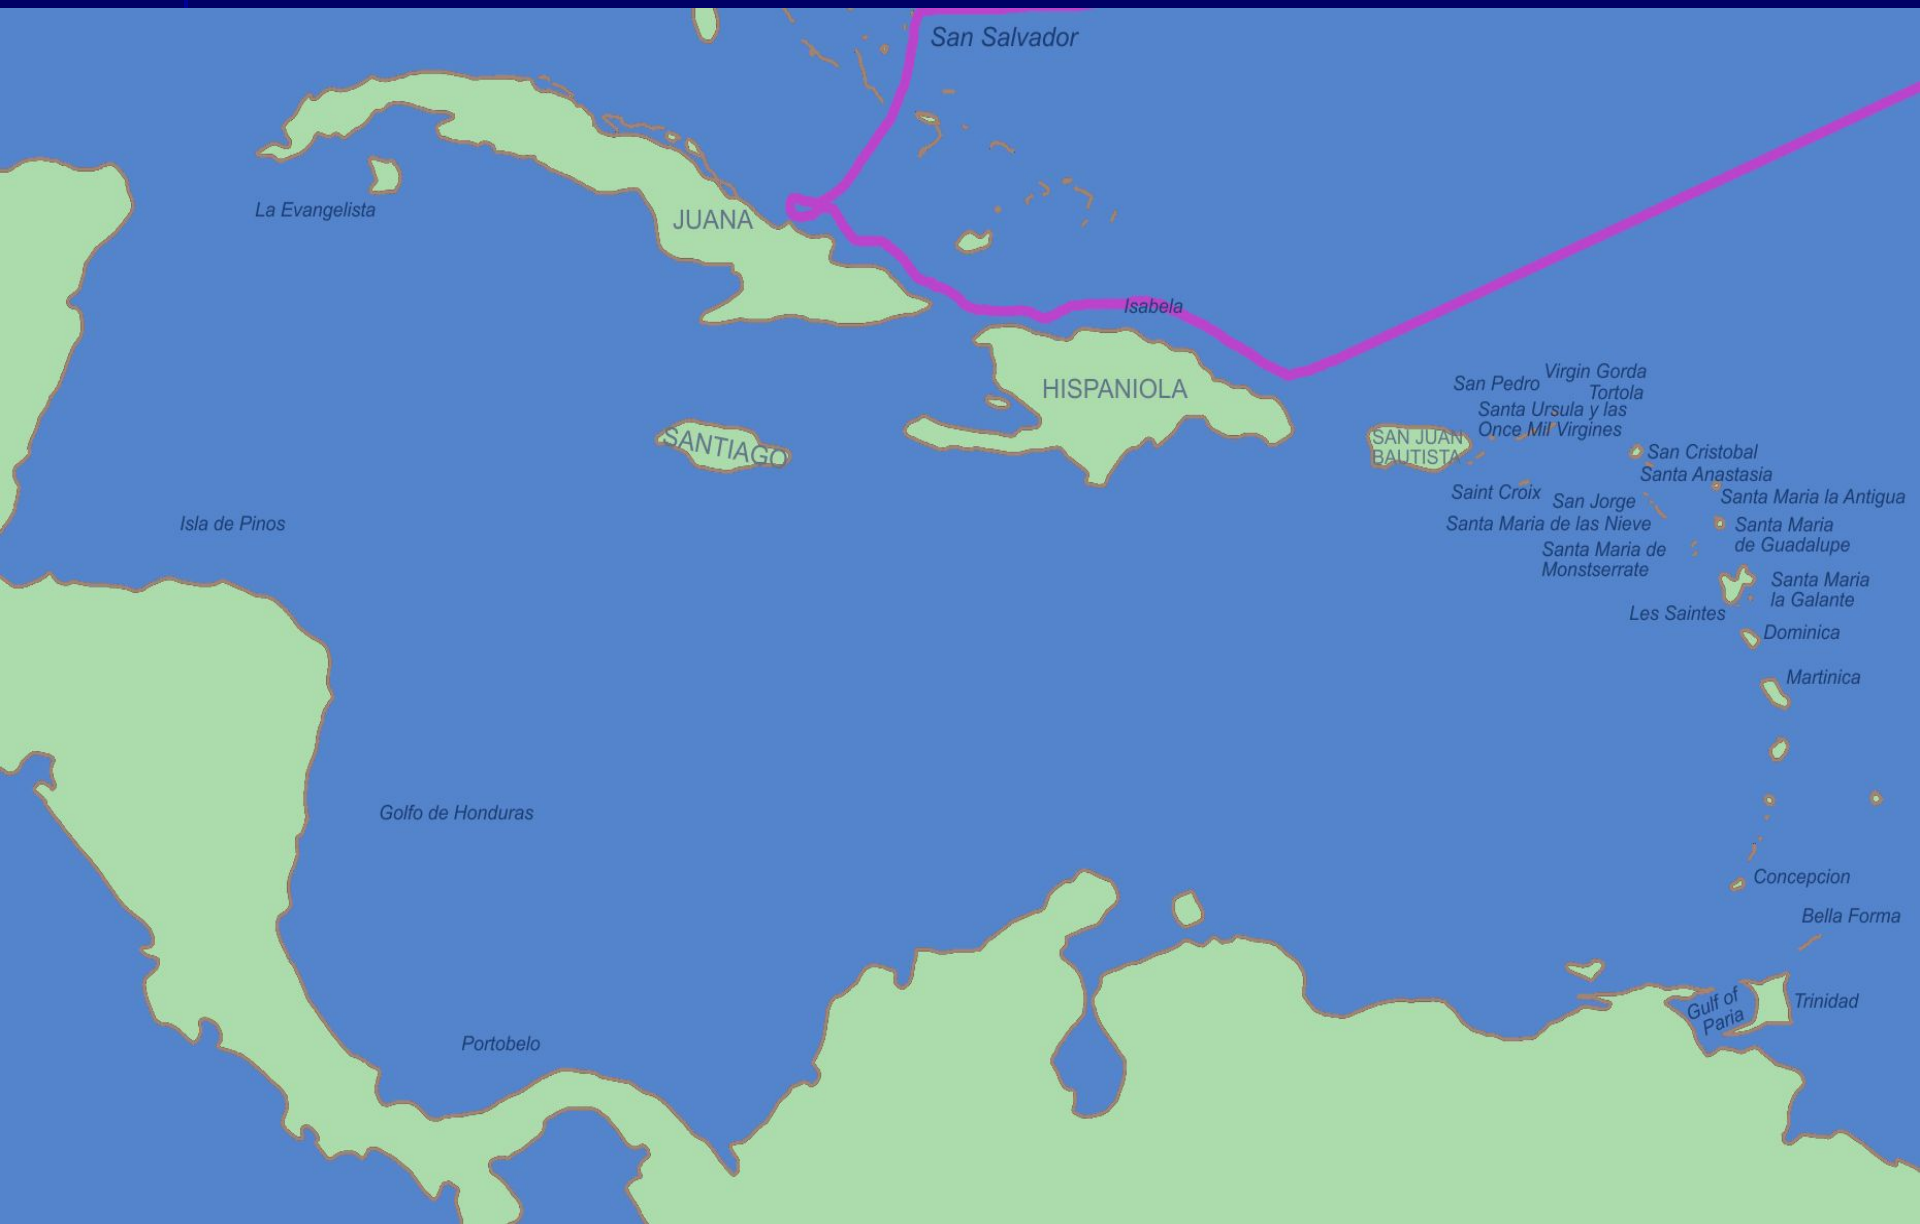 San Salvador
La Evangelista
JUANA
Isabela
HISPANIOLA
SANTIAGO
Virgin Gorda
San Pedro
Tortola
Santa Ursula y las
Once Mil Virgines
SAN JUAN
BAUTISTA
San Cristobal
Santa Anastasia
Saint Croix
San Jorge
Santa Maria la Antigua
Isla de Pinos
Santa Maria de las Nieve
Santa Maria
de Guadalupe
Santa Maria de
Monstserrate
Santa Maria
la Galante
Les Saintes
Dominica
Martinica
Golfo de Honduras
Concepcion
Bella Forma
Gulf of
Paria
Trinidad
Portobelo